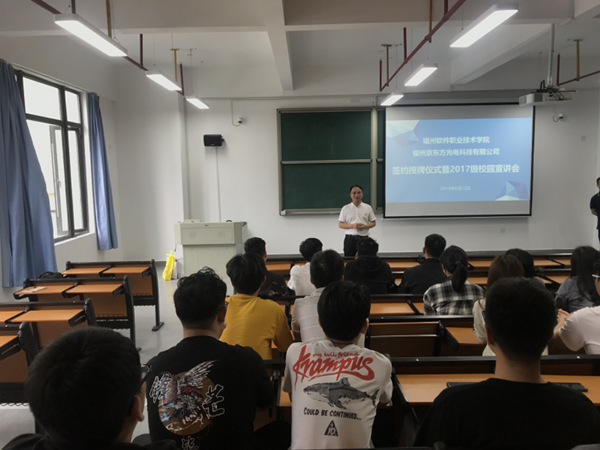 福州软件职业技术学院
福州京东方光电科技有限公司
签约授牌仪式暨2017级校园宣讲会
Krampus
COULD BE CONTINUED...